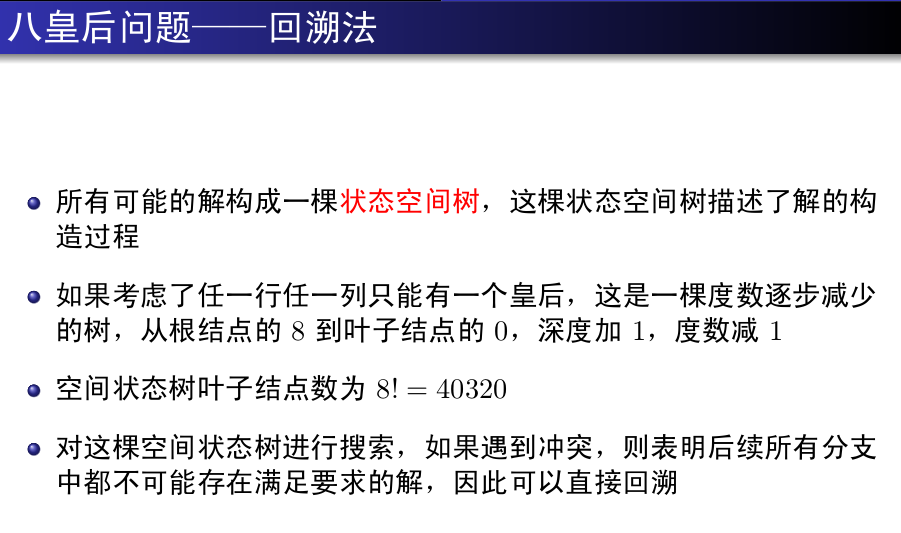 八皇后问题——回溯法
所有可能的解构成一棵状态空间树，这棵状态空间树描述了解的构
造过程
如果考虑了任一行任一列只能有一个皇后，这是一棵度数逐步减少
的树，从根结点的 8 到叶子结点的 0，深度加 1，度数减 1
空间状态树叶子结点数为 8! = 40320
对这棵空间状态树进行搜索，如果遇到冲突，则表明后续所有分支
中都不可能存在满足要求的解，因此可以直接回溯